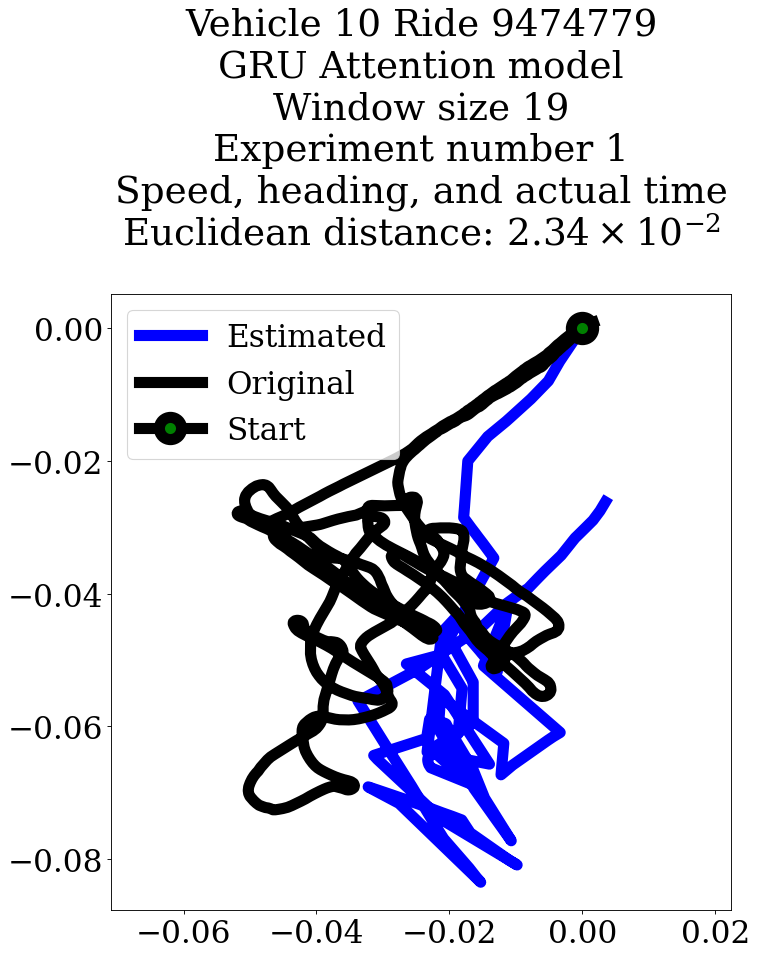 Vehicle 10 Ride 9474779
GRU Attention model
Window size 19
Experiment number 1
Speed, heading, and actual time
Euclidean distance: 2.34 × 10⁻²
Estimated
Original
Start
0.00
−0.02
−0.04
−0.06
−0.08
−0.06 −0.04 −0.02 0.00 0.02